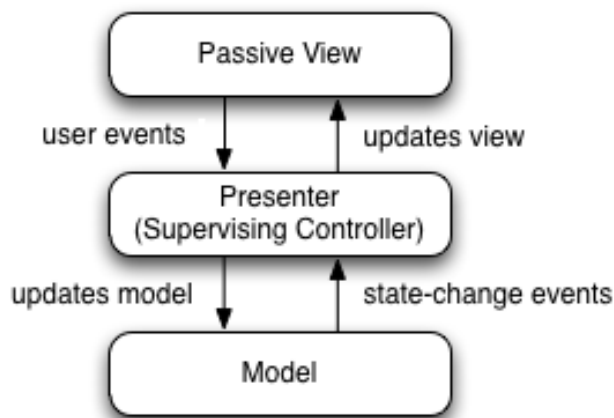 Passive View
user events
updates view
Presenter
(Supervising Controller)
updates model
state-change events
Model